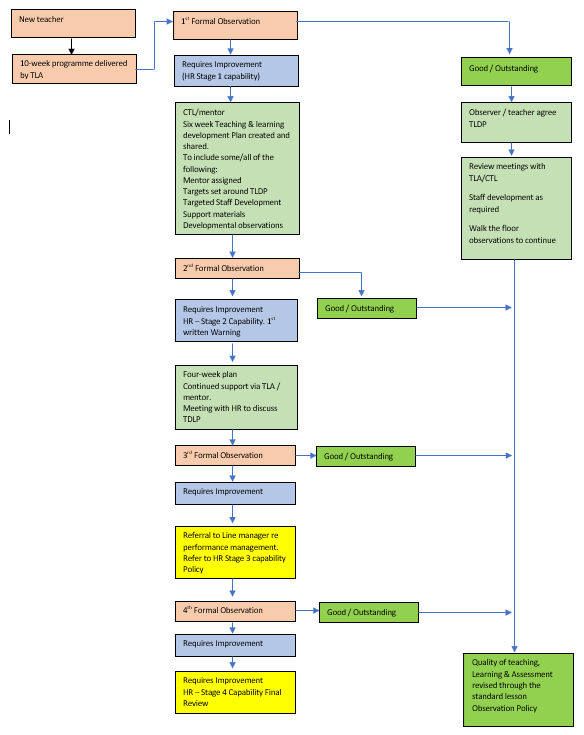 New teacher
10-week programme delivered
by TLA
1st Formal Observation
Requires Improvement
(HR Stage 1 capability)
Good / Outstanding
CTL/mentor
Six week Teaching & learning
development Plan created and
shared.
To include some/all of the
following:
Mentor assigned
Targets set around TLDP
Targeted Staff Development
Support materials
Developmental observations
Observer / teacher agree
TLDP
Review meetings with
TLA/CTL
Staff development as
required
Walk the floor
observations to continue
2nd Formal Observation
Requires Improvement
HR – Stage 2 Capability. 1st
written Warning
Good / Outstanding
Four-week plan
Continued support via TLA /
mentor.
Meeting with HR to discuss
TDLP
3rd Formal Observation
Good / Outstanding
Requires Improvement
Referral to Line manager re
performance management.
Refer to HR Stage 3 capability
Policy
4th Formal Observation
Good / Outstanding
Requires Improvement
Requires Improvement
HR – Stage 4 Capability Final
Review
Quality of teaching,
Learning & Assessment
revised through the
standard lesson
Observation Policy